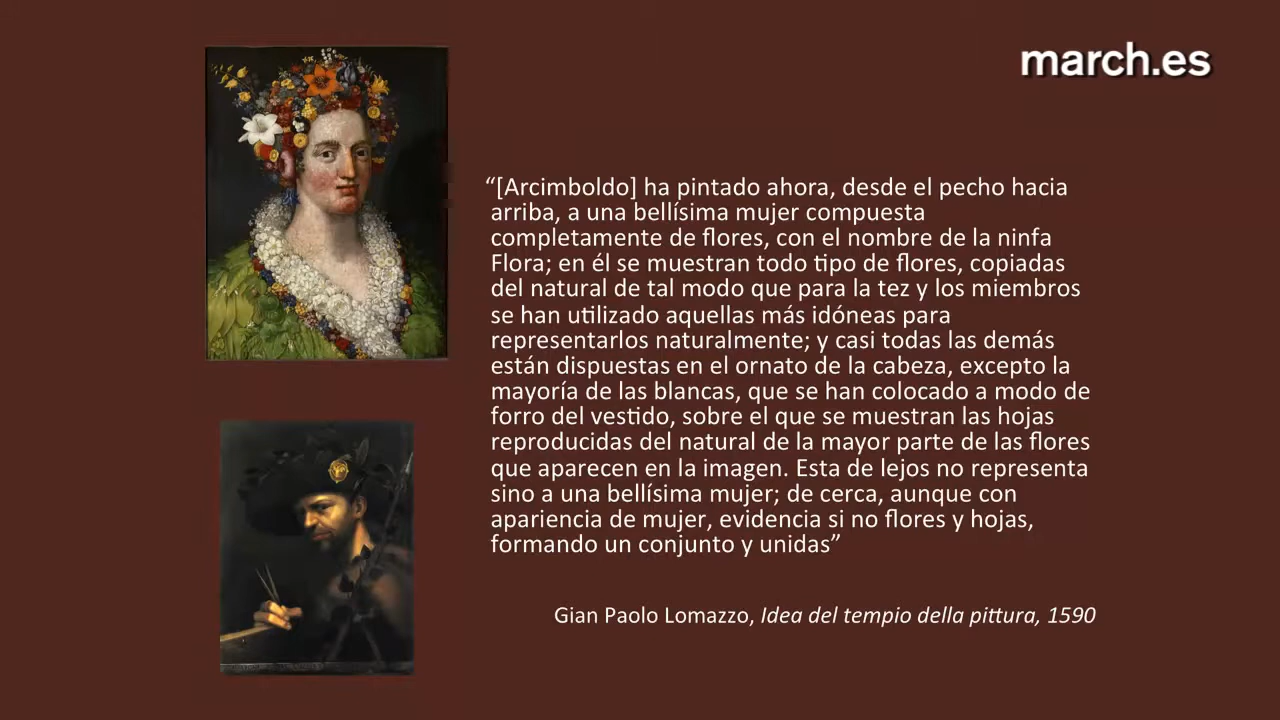 march.es
“[Arcimboldo] ha pintado ahora, desde el pecho hacia
arriba, a una bellísima mujer compuesta
completamente de flores, con el nombre de la ninfa
Flora; en él se muestran todo tipo de flores, copiadas
del natural de tal modo que para la tez y los miembros
se han utilizado aquellas más idóneas para
representarlos naturalmente; y casi todas las demás
están dispuestas en el ornato de la cabeza, excepto la
mayoría de las blancas, que se han colocado a modo de
forro del vestido, sobre el que se muestran las hojas
reproducidas del natural de la mayor parte de las flores
que aparecen en la imagen. Esta de lejos no representa
sino a una bellísima mujer; de cerca, aunque con
apariencia de mujer, evidencia si no flores y hojas,
formando un conjunto y unidas”
Gian Paolo Lomazzo, Idea del tempio della pittura, 1590